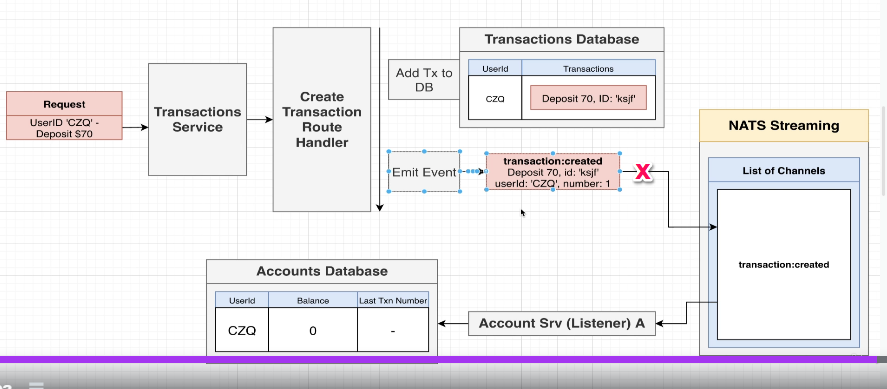 Transactions Database
UserId
Transactions
CZQ
Deposit 70, ID: 'ksjf'
Add Tx to
DB
Request
UserID 'CZQ' -
Deposit $70
Transactions
Service
Create
Transaction
Route
Handler
Emit Event
transaction:created
Deposit 70, id: 'ksjf'
userId: 'CZQ', number: 1
X
NATS Streaming
List of Channels
transaction:created
Accounts Database
UserId
Balance
Last Txn Number
CZQ
0
-
Account Srv (Listener) A